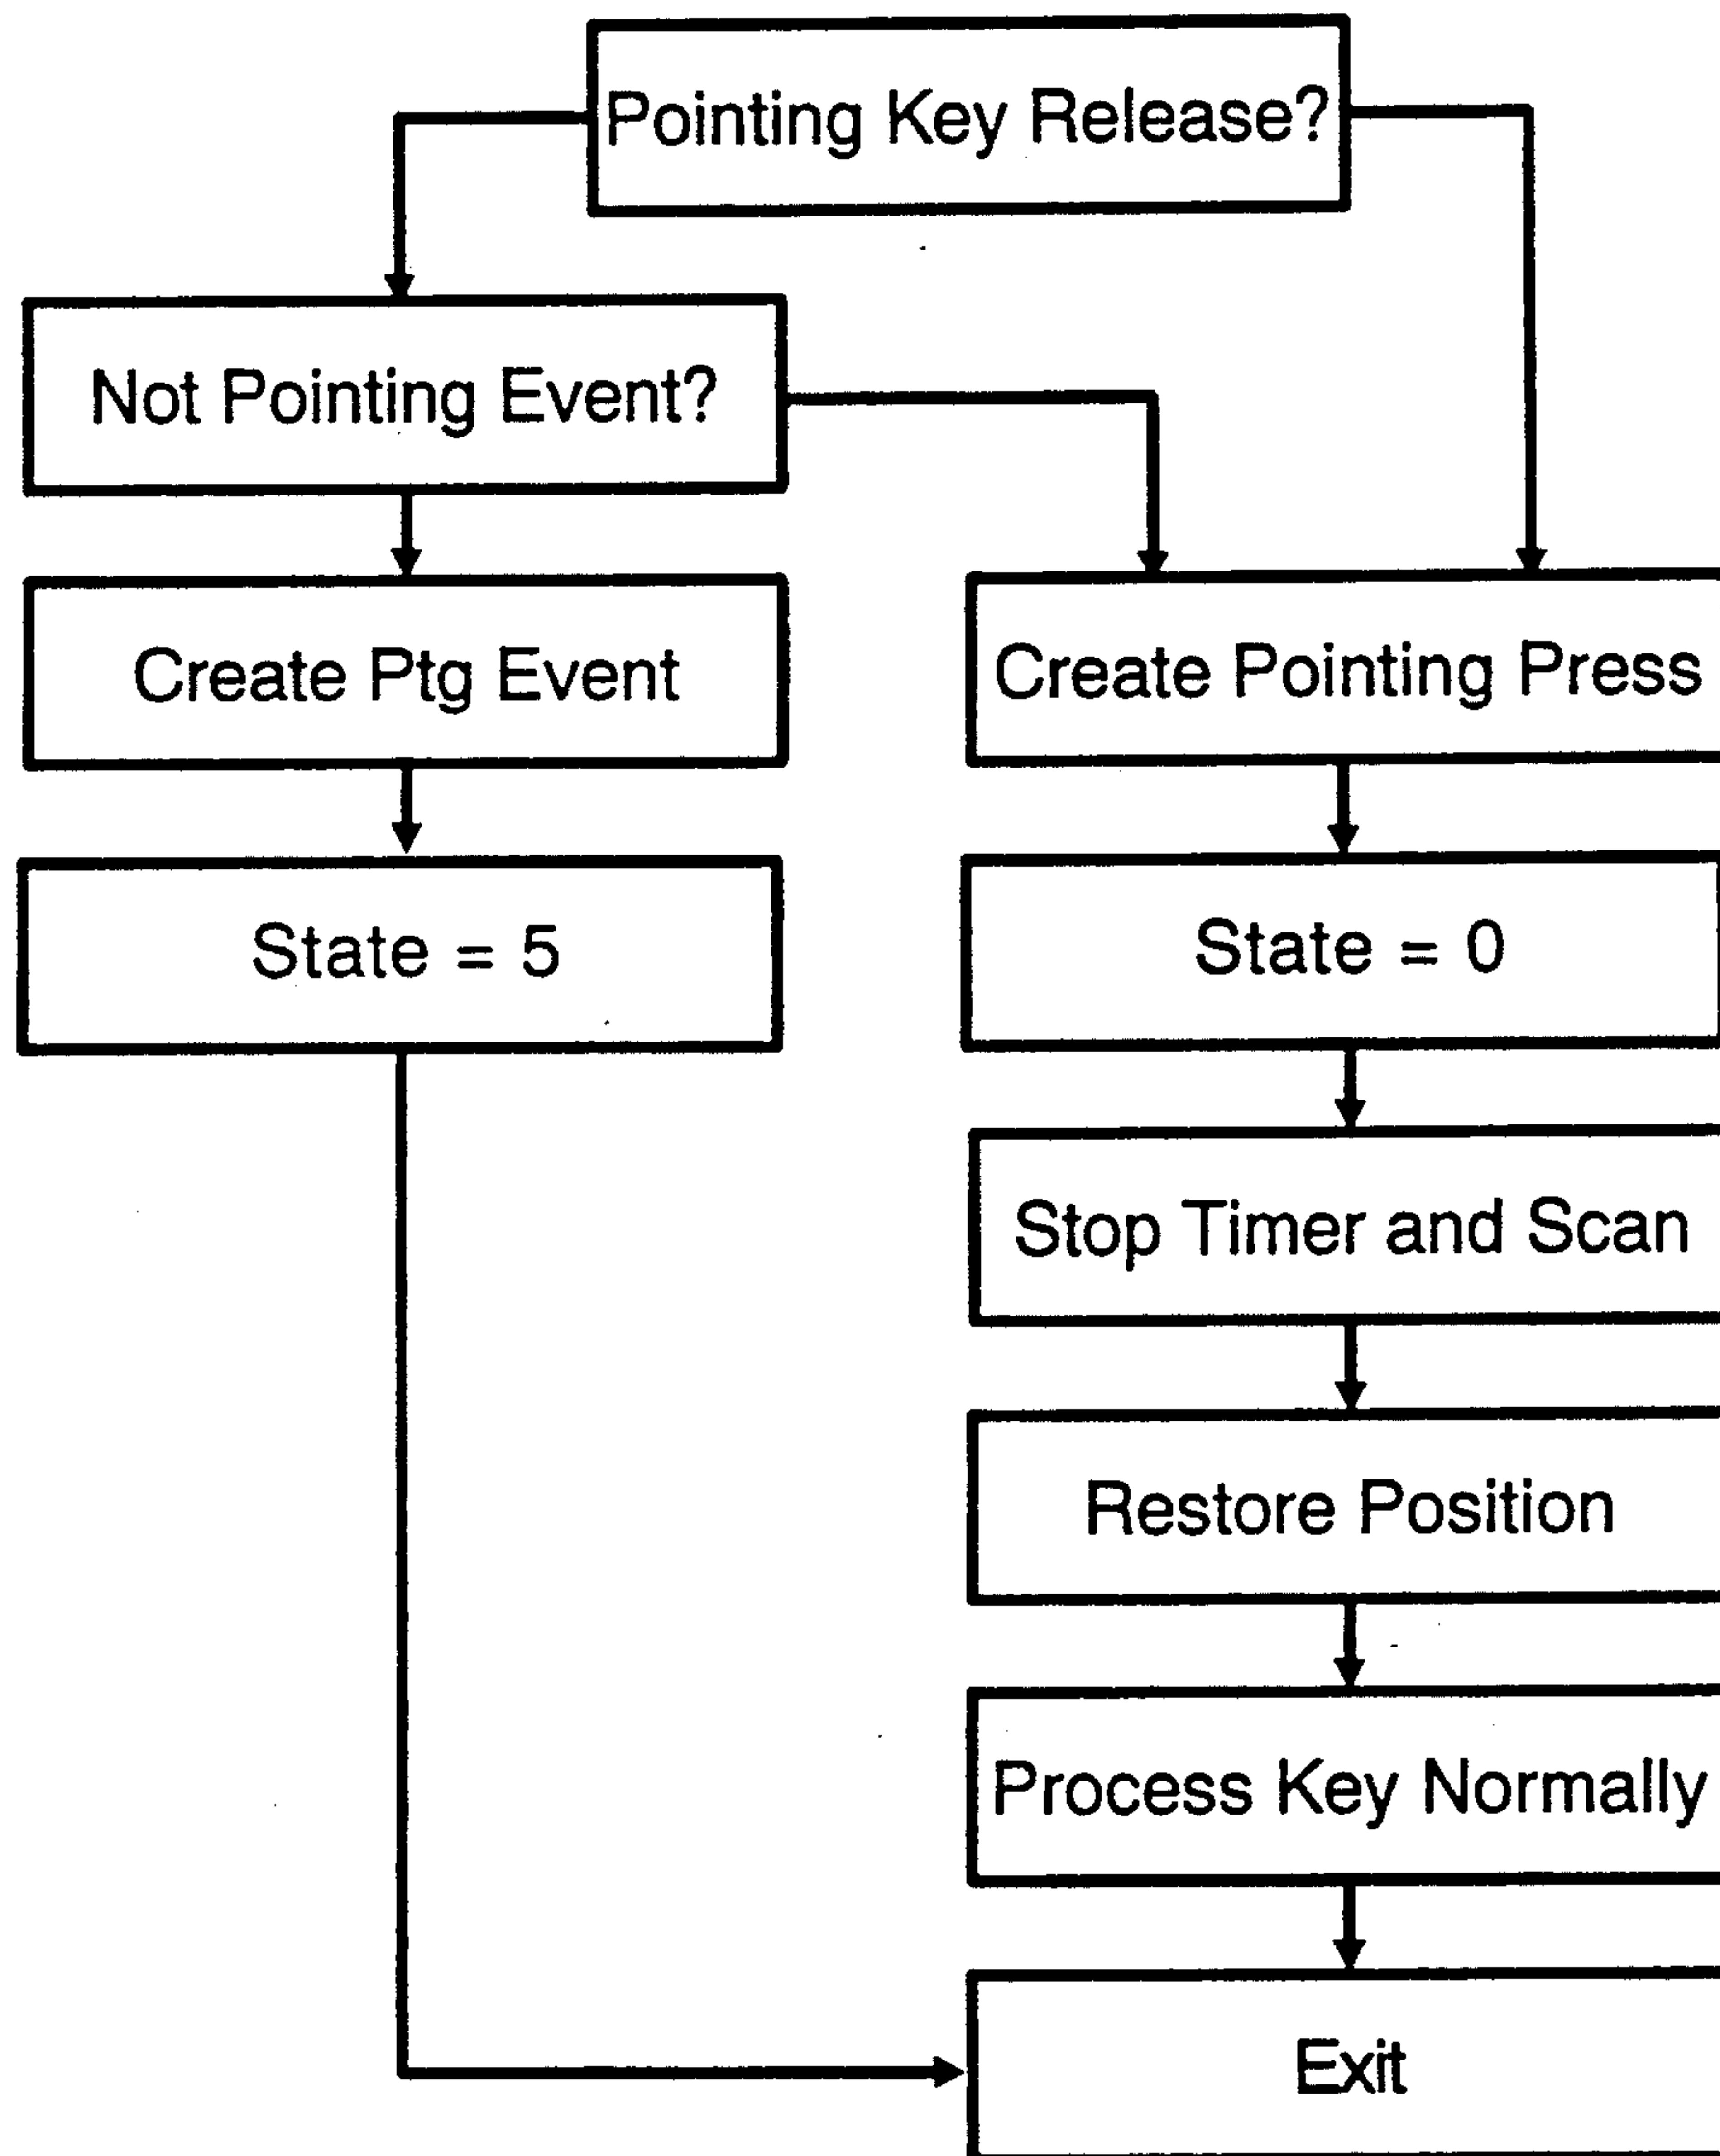 Pointing Key Release?
Not Pointing Event?
Create Ptg Event
Create Pointing Press
State = 5
State = 0
Stop Timer and Scan
Restore Position
Process Key Normally
Exit